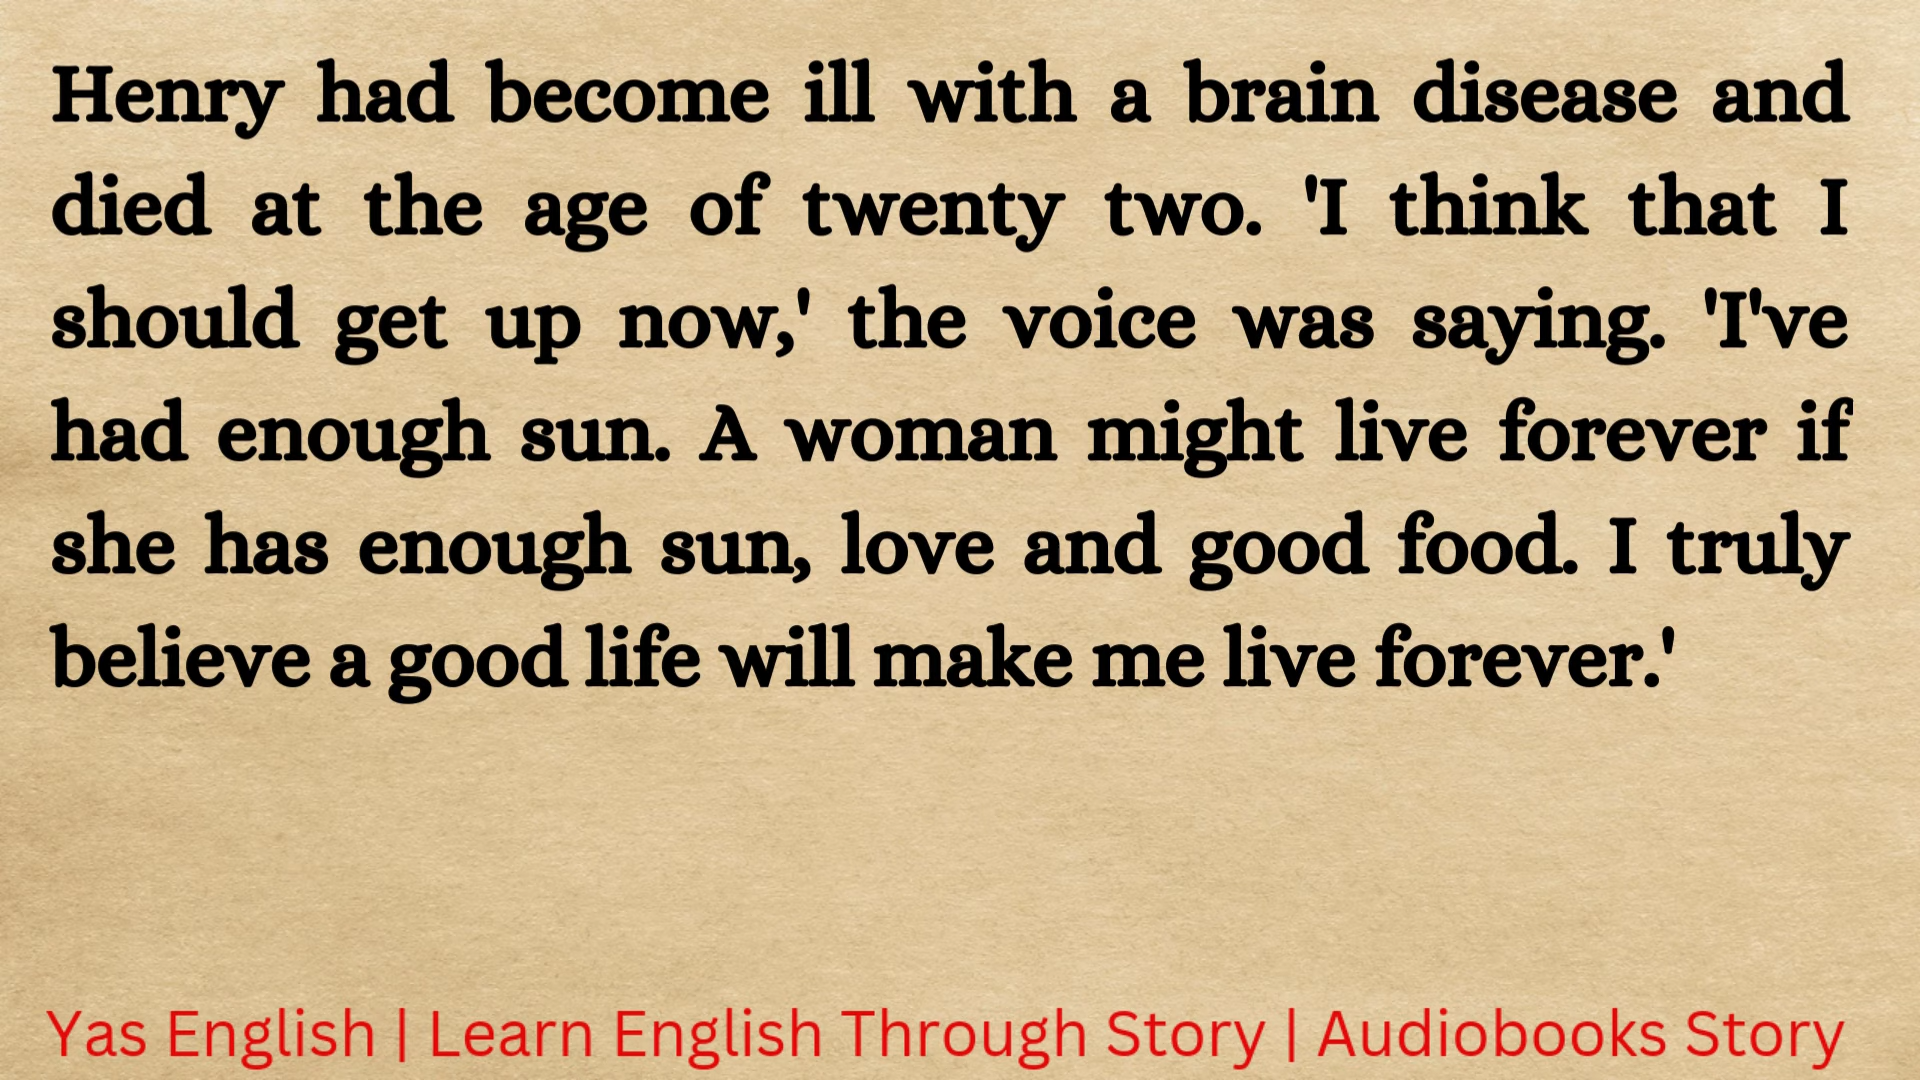 Henry had become ill with a brain disease and
died at the age of twenty two. 'I think that I
should get up now,' the voice was saying. 'I've
had enough sun. A woman might live forever if
she has enough sun, love and good food. I truly
believe a good life will make me live forever.'
Yas English | Learn English Through Story | Audiobooks Story